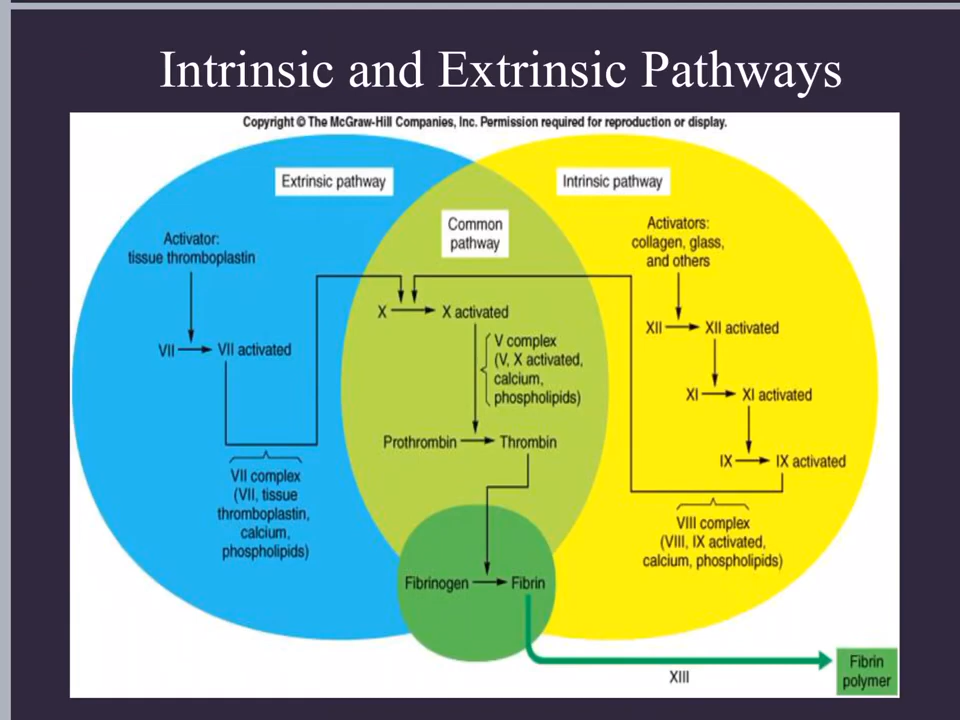 Intrinsic and Extrinsic Pathways
Copyright © The McGraw-Hill Companies, Inc. Permission required for reproduction or display.
Extrinsic pathway
Intrinsic pathway
Common
pathway
Activator:
tissue thromboplastin
Activators:
collagen, glass,
and others
X
X activated
XII
XII activated
VII
VII activated
V complex
(V, X activated,
calcium,
phospholipids)
XI
XI activated
Prothrombin
Thrombin
IX
IX activated
VII complex
(VII, tissue
thromboplastin,
calcium,
phospholipids)
VIII complex
(VIII, IX activated,
calcium, phospholipids)
Fibrinogen
Fibrin
XIII
Fibrin
polymer